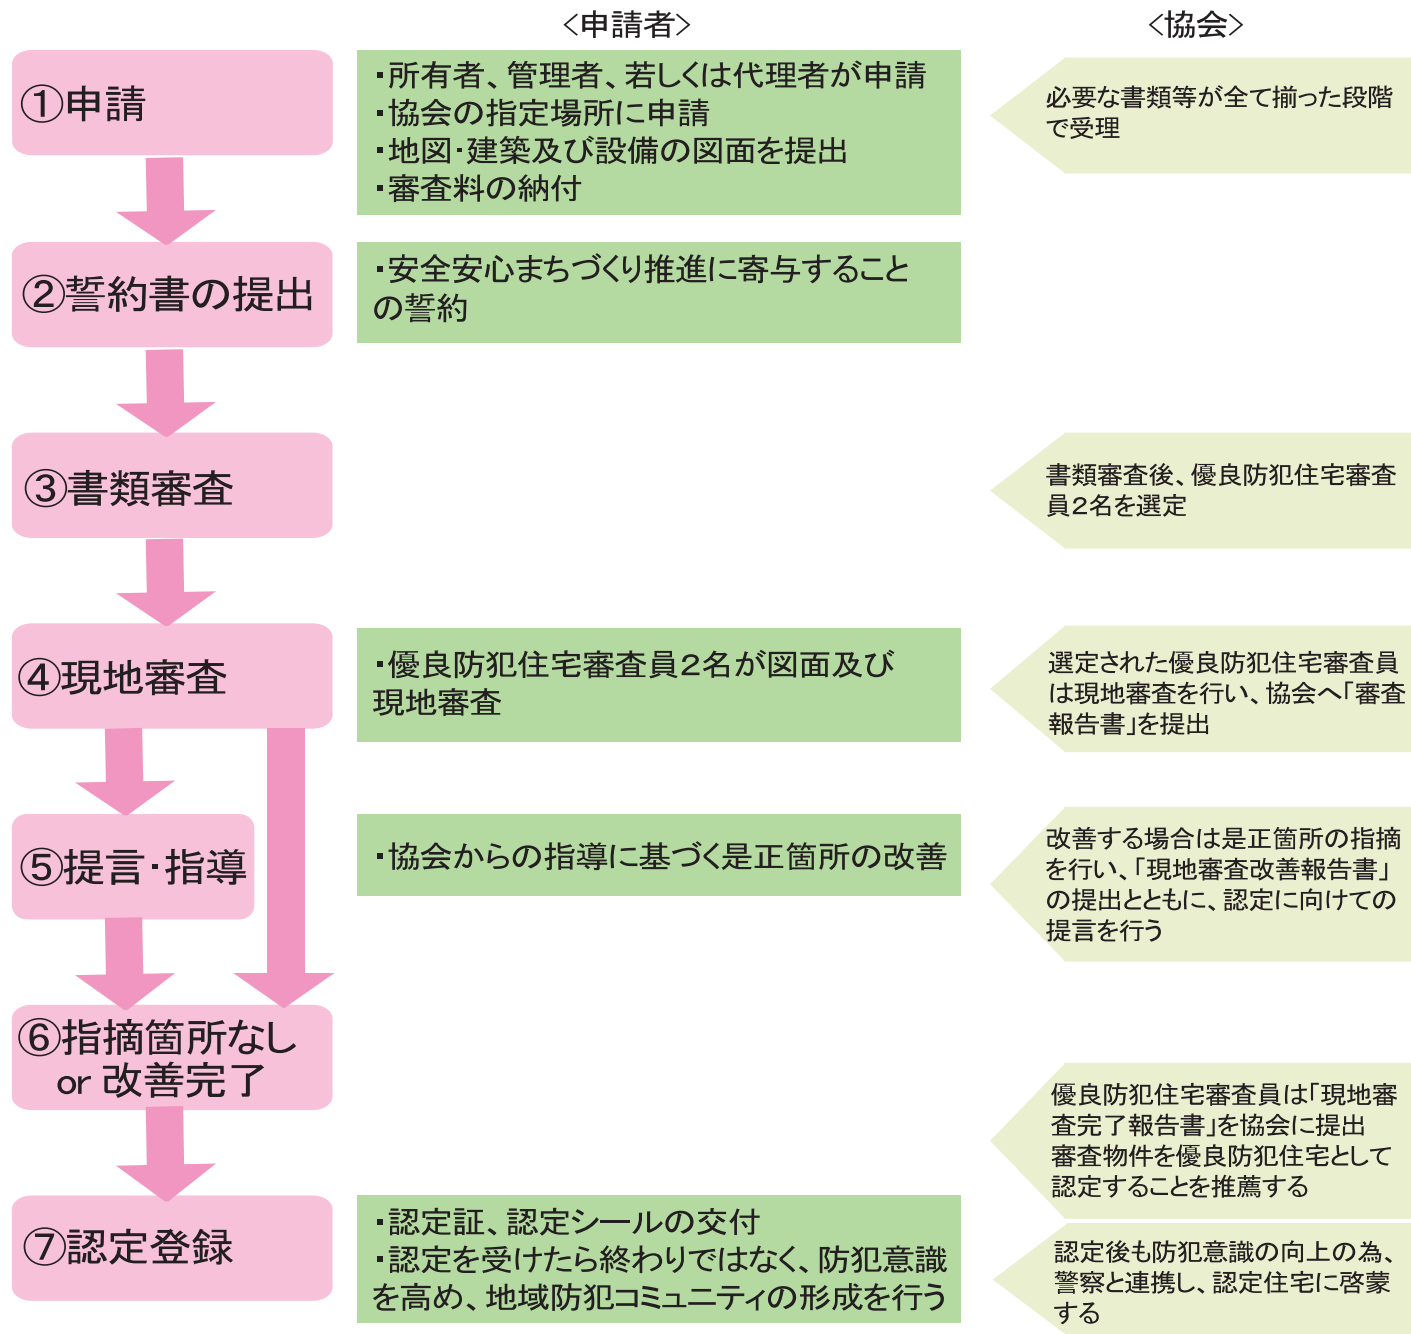 <申請者>
<協会>
①申請
・所有者、管理者、若しくは代理者が申請
・協会の指定場所に申請
・地図・建築及び設備の図面を提出
・審査料の納付
必要な書類等が全て揃った段階
で受理
②誓約書の提出
・安全安心まちづくり推進に寄与すること
の誓約
③書類審査
書類審査後、優良防犯住宅審査
員2名を選定
④現地審査
・優良防犯住宅審査員2名が図面及び
現地審査
選定された優良防犯住宅審査員
は現地審査を行い、協会へ「審査
報告書」を提出
⑤提言・指導
・協会からの指導に基づく是正箇所の改善
改善する場合は是正箇所の指摘
を行い、「現地審査改善報告書」
の提出とともに、認定に向けての
提言を行う
⑥指摘箇所なし
or 改善完了
優良防犯住宅審査員は「現地審
査完了報告書」を協会に提出
審査物件を優良防犯住宅として
認定することを推薦する
⑦認定登録
・認定証、認定シールの交付
・認定を受けたら終わりではなく、防犯意識
を高め、地域防犯コミュニティの形成を行う
認定後も防犯意識の向上の為、
警察と連携し、認定住宅に啓蒙
する